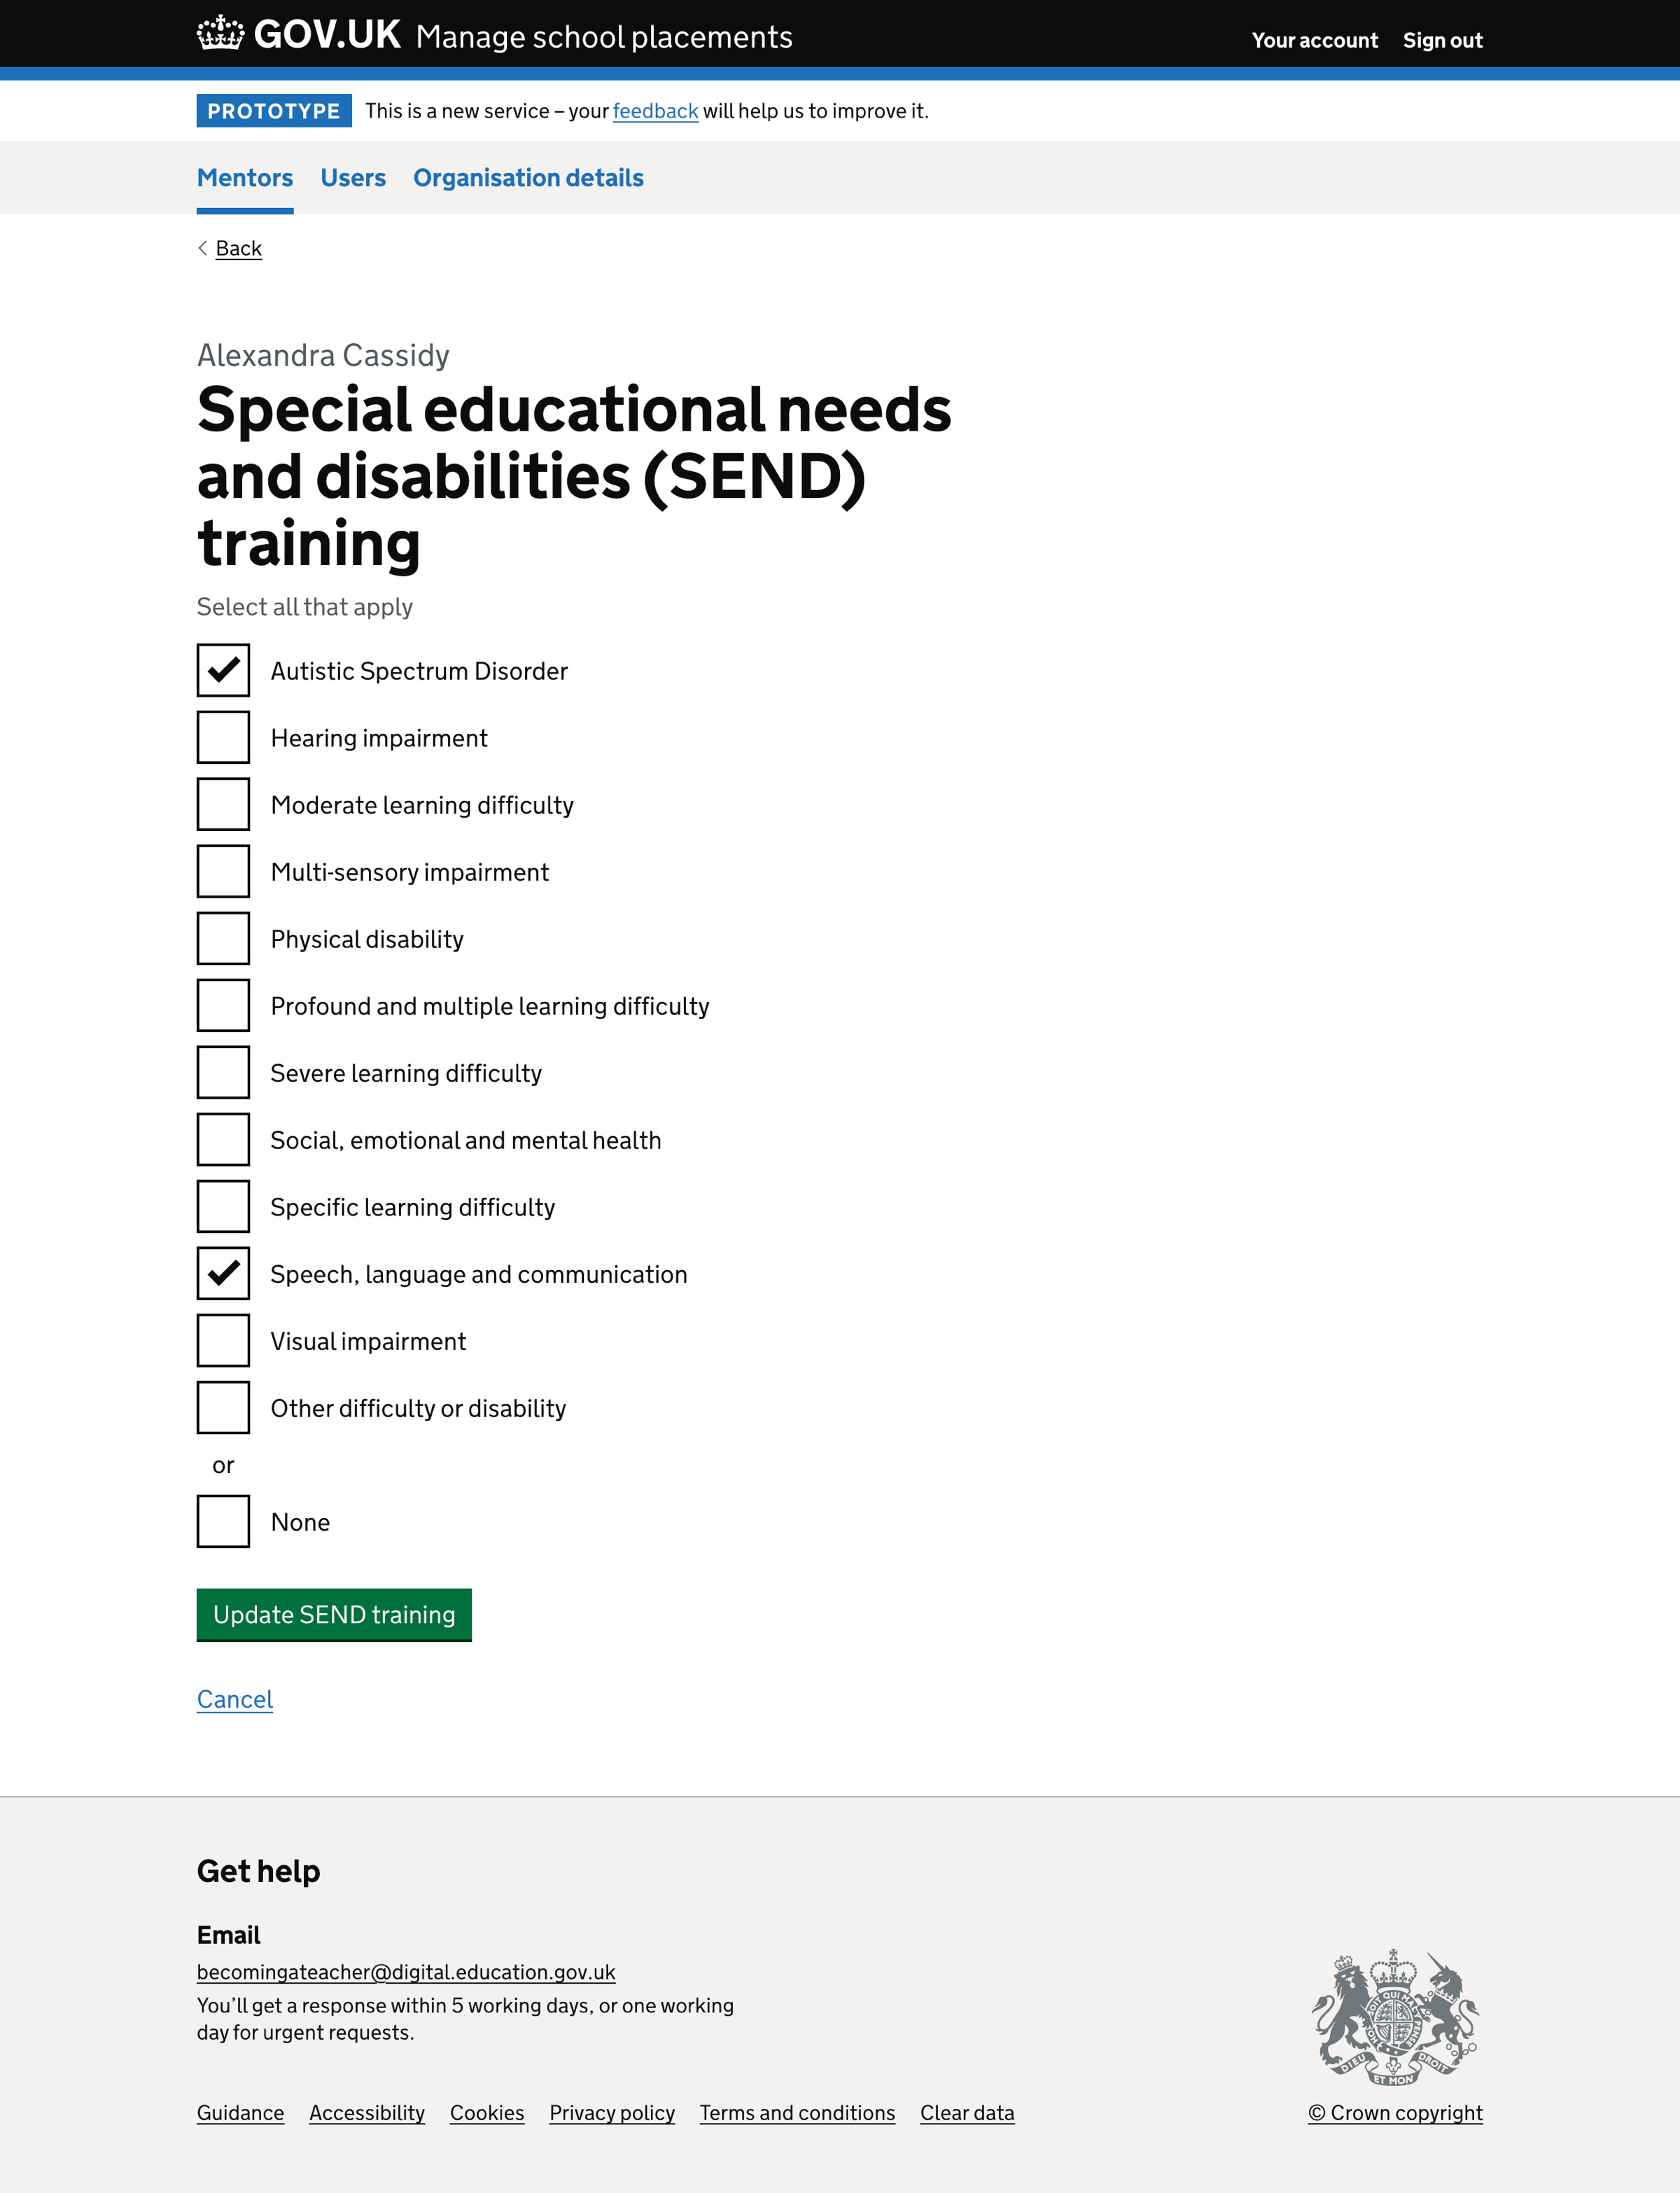 GOV.UK Manage school placements
Your account Sign out
PROTOTYPE This is a new service – your feedback will help us to improve it.
Mentors Users Organisation details
Back
Alexandra Cassidy
Special educational needs
and disabilities (SEND)
training
Select all that apply
Autistic Spectrum Disorder
Hearing impairment
Moderate learning difficulty
Multi-sensory impairment
Physical disability
Profound and multiple learning difficulty
Severe learning difficulty
Social, emotional and mental health
Specific learning difficulty
Speech, language and communication
Visual impairment
Other difficulty or disability
or
None
Update SEND training
Cancel
Get help
Email
becomingateacher@digital.education.gov.uk
You’ll get a response within 5 working days, or one working
day for urgent requests.
DIEU ET MON DROIT
Guidance Accessibility Cookies Privacy policy Terms and conditions Clear data
© Crown copyright